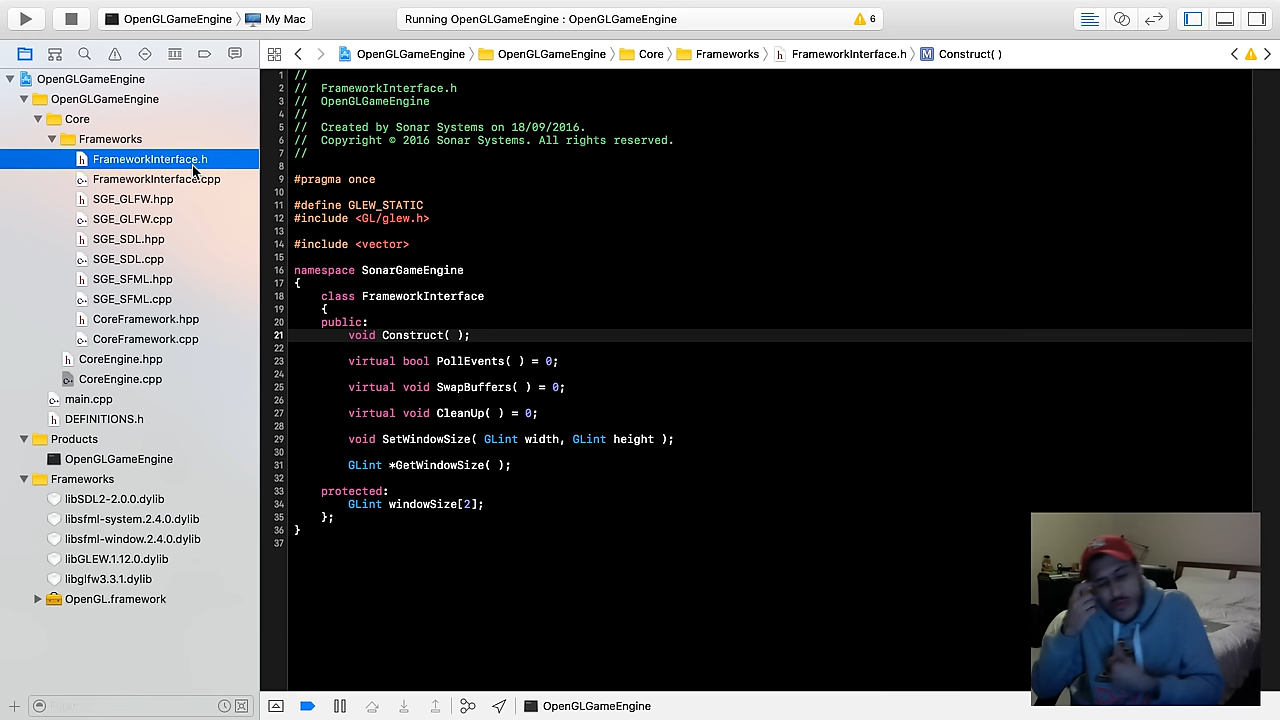 OpenGLGameEngine 〉 My Mac
Running OpenGLGameEngine : OpenGLGameEngine
6
OpenGLGameEngine 〉 OpenGLGameEngine 〉 Core 〉 Frameworks 〉 FrameworkInterface.h 〉 M Construct( )
OpenGLGameEngine
OpenGLGameEngine
Core
Frameworks
h FrameworkInterface.h
FrameworkInterface.cpp
h SGE_GLFW.hpp
SGE_GLFW.cpp
h SGE_SDL.hpp
SGE_SDL.cpp
h SGE_SFML.hpp
SGE_SFML.cpp
h CoreFramework.hpp
CoreFramework.cpp
h CoreEngine.hpp
CoreEngine.cpp
main.cpp
h DEFINITIONS.h
Products
OpenGLGameEngine
Frameworks
libSDL2-2.0.0.dylib
libsfml-system.2.4.0.dylib
libsfml-window.2.4.0.dylib
libGLEW.1.12.0.dylib
libglfw3.3.1.dylib
OpenGL.framework
1 //
2 //  FrameworkInterface.h
3 //  OpenGLGameEngine
4 //
5 //  Created by Sonar Systems on 18/09/2016.
6 //  Copyright © 2016 Sonar Systems. All rights reserved.
7 //
8
9 #pragma once
10
11 #define GLEW_STATIC
12 #include <GL/glew.h>
13
14 #include <vector>
15
16 namespace SonarGameEngine
17 {
18     class FrameworkInterface
19     {
20     public:
21         void Construct( );
22
23         virtual bool PollEvents( ) = 0;
24
25         virtual void SwapBuffers( ) = 0;
26
27         virtual void CleanUp( ) = 0;
28
29         void SetWindowSize( GLint width, GLint height );
30
31         GLint *GetWindowSize( );
32
33     protected:
34         GLint windowSize[2];
35     };
36 }
37
OpenGLGameEngine